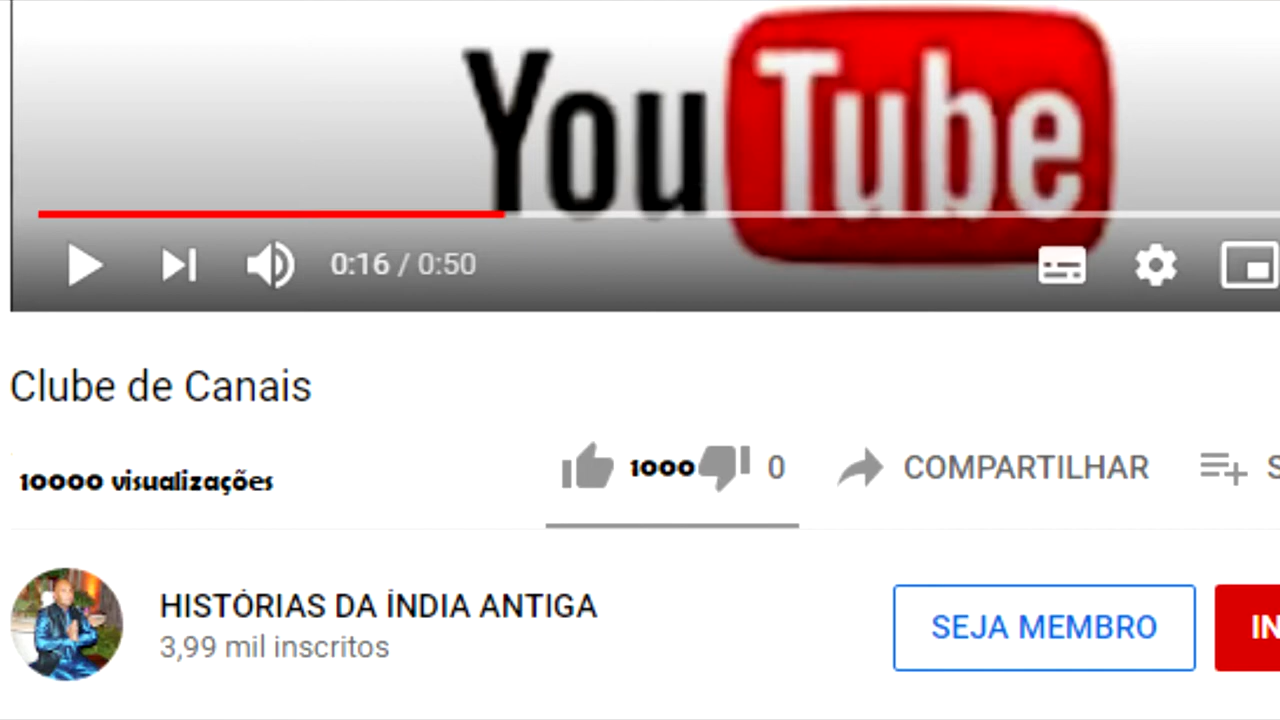 YouTube
0:16 / 0:50
Clube de Canais
10000 visualizações
1000 0 COMPARTILHAR S
HISTÓRIAS DA ÍNDIA ANTIGA
3,99 mil inscritos
SEJA MEMBRO IN